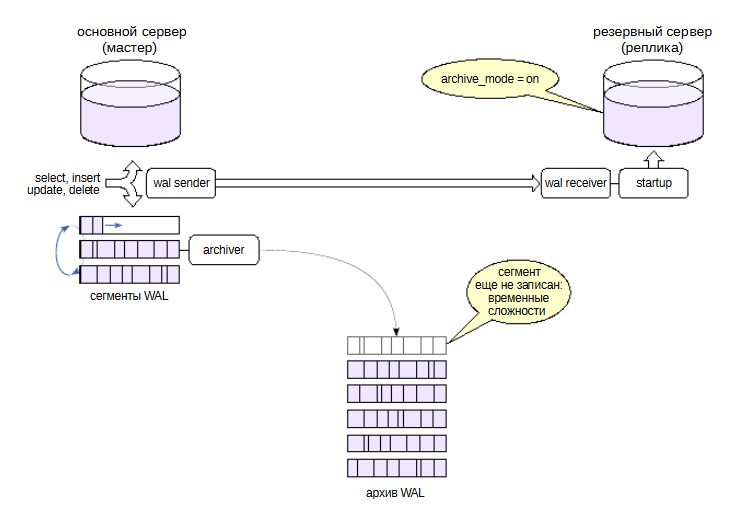 основной сервер
(мастер)
резервный сервер
(реплика)
archive_mode = on
select, insert
update, delete
wal sender
wal receiver
startup
archiver
сегменты WAL
сегмент
еще не записан:
временные
сложности
архив WAL